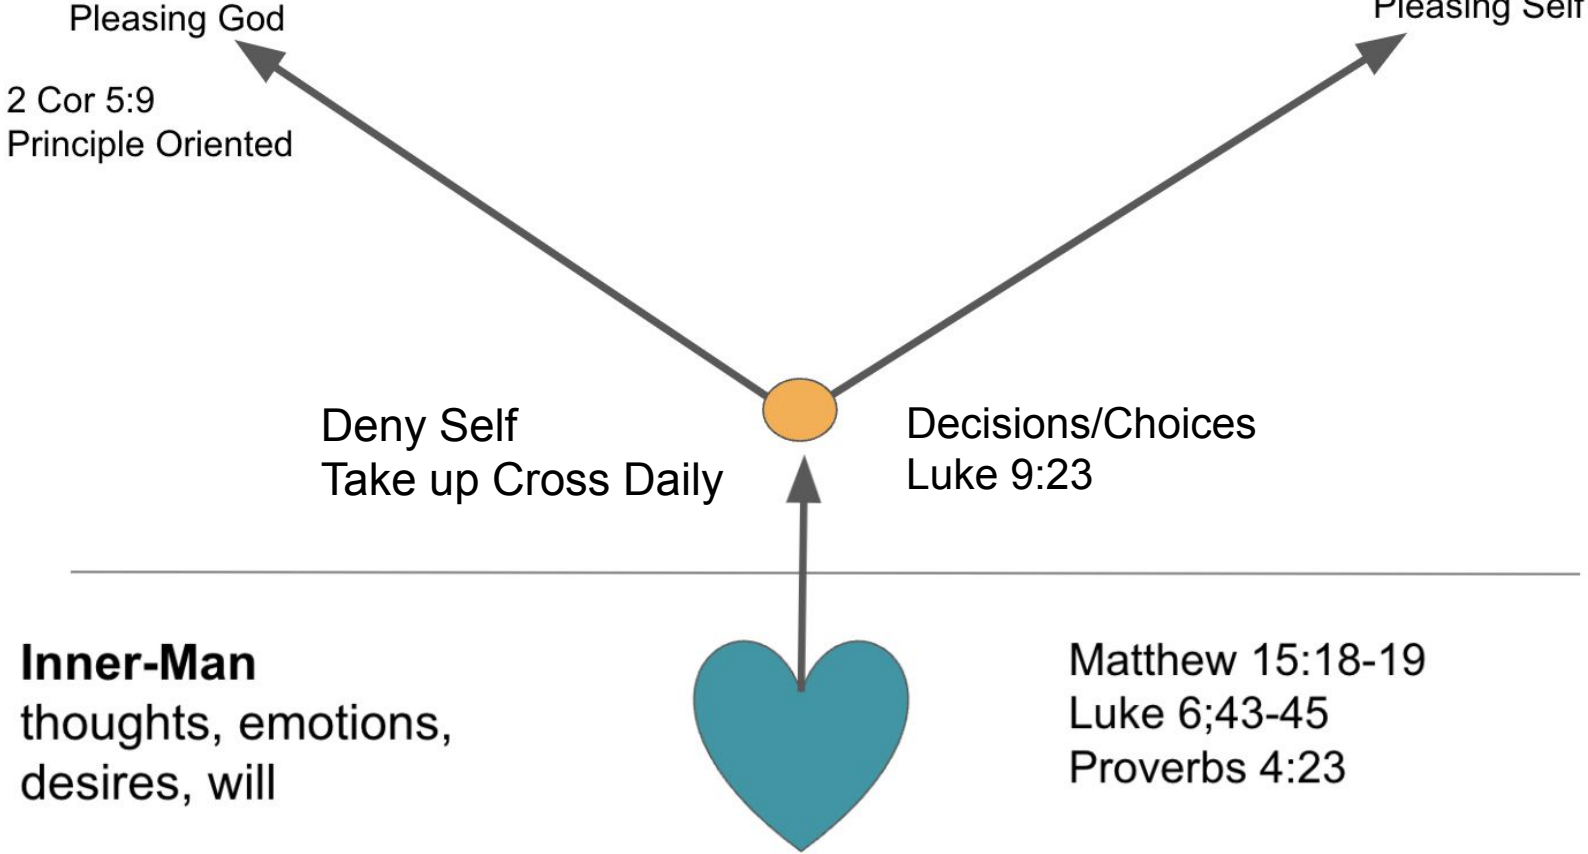 Pleasing God
Pleasing Self
2 Cor 5:9
Principle Oriented
Deny Self
Take up Cross Daily
Decisions/Choices
Luke 9:23
Inner-Man
thoughts, emotions,
desires, will
Matthew 15:18-19
Luke 6;43-45
Proverbs 4:23